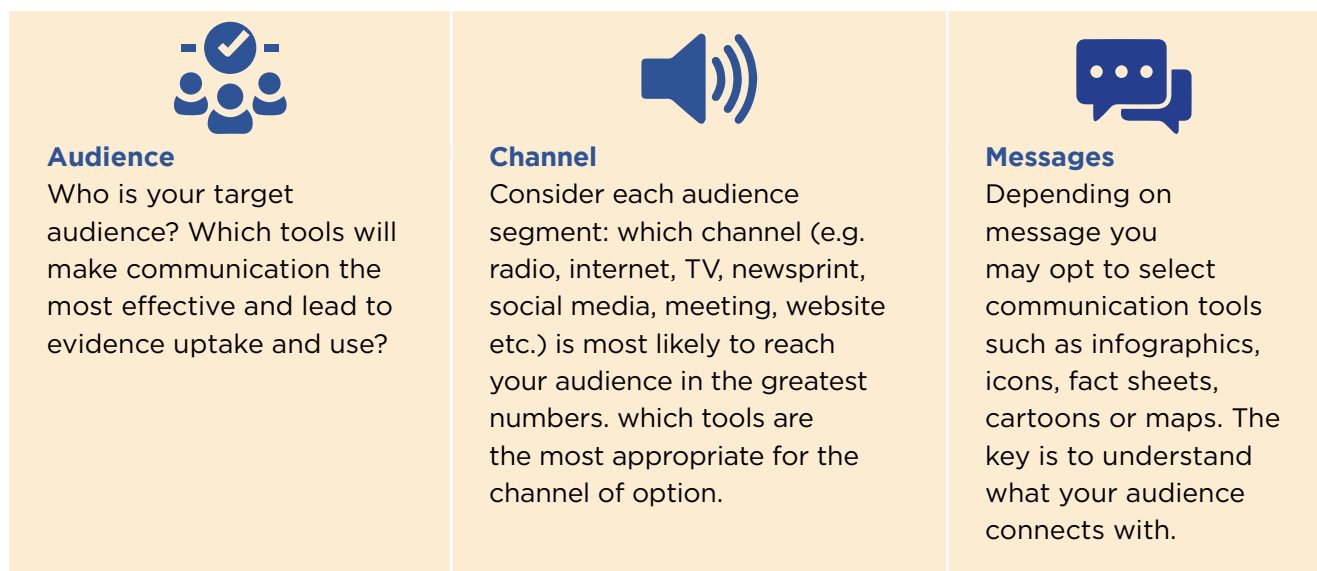 Audience
Who is your target
audience? Which tools will
make communication the
most effective and lead to
evidence uptake and use?
Channel
Consider each audience
segment: which channel (e.g.
radio, internet, TV, newsprint,
social media, meeting, website
etc.) is most likely to reach
your audience in the greatest
numbers. which tools are
the most appropriate for the
channel of option.
Messages
Depending on
message you
may opt to select
communication tools
such as infographics,
icons, fact sheets,
cartoons or maps. The
key is to understand
what your audience
connects with.